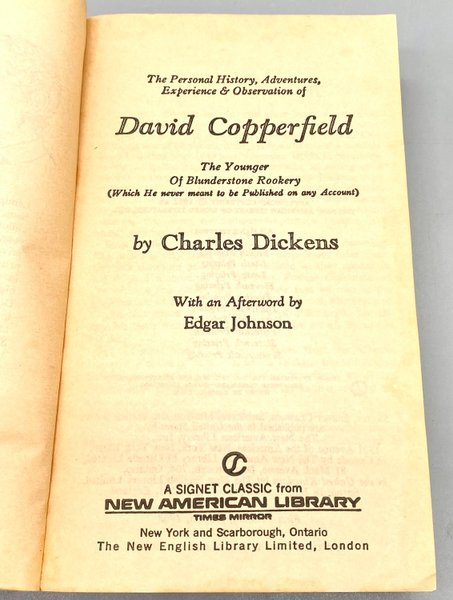 The Personal History, Adventures,
Experience & Observation of
David Copperfield
The Younger
Of Blunderstone Rookery
(Which He never meant to be Published on any Account)
by Charles Dickens
With an Afterword by
Edgar Johnson
A SIGNET CLASSIC from
NEW AMERICAN LIBRARY
TIMES MIRROR
New York and Scarborough, Ontario
The New English Library Limited, London